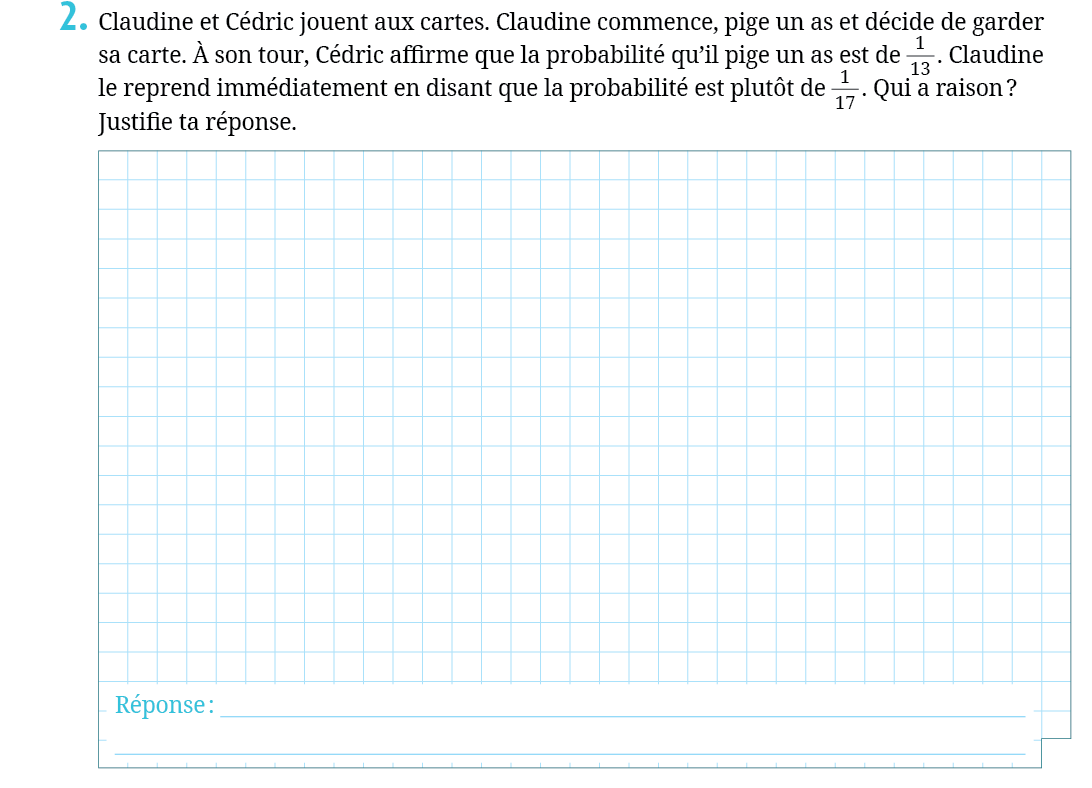 2. Claudine et Cédric jouent aux cartes. Claudine commence, pige un as et décide de garder
sa carte. À son tour, Cédric affirme que la probabilité qu’il pige un as est de 1/13. Claudine
le reprend immédiatement en disant que la probabilité est plutôt de 1/17. Qui a raison ?
Justifie ta réponse.
Réponse :